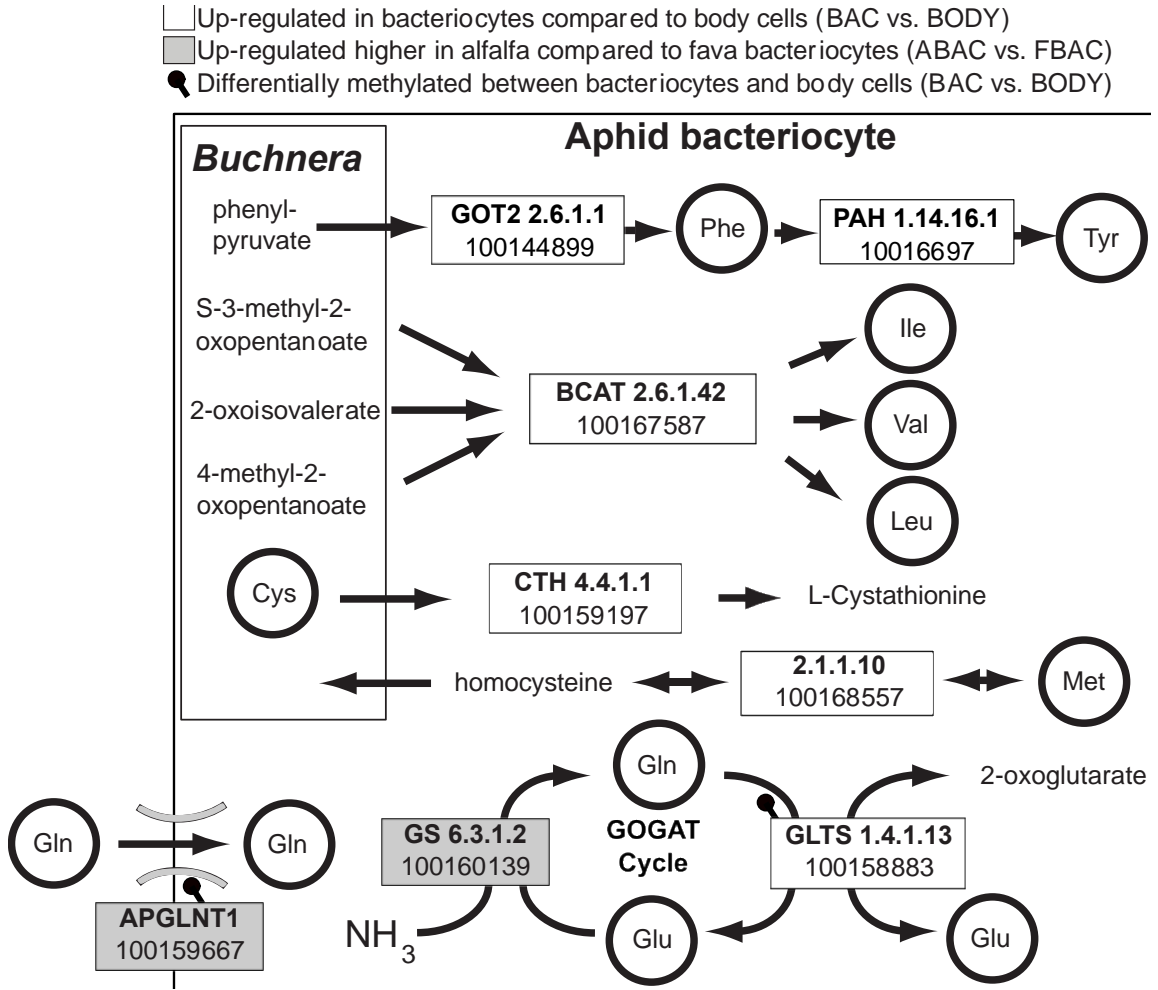 Up-regulated in bacteriocytes compared to body cells (BAC vs. BODY)
Up-regulated higher in alfalfa compared to fava bacteriocytes (ABAC vs. FBAC)
Differentially methylated between bacteriocytes and body cells (BAC vs. BODY)
Aphid bacteriocyte
Buchnera
phenyl-
pyruvate
GOT2 2.6.1.1
100144899
Phe
PAH 1.14.16.1
10016697
Tyr
S-3-methyl-2-
oxopentanoate
2-oxoisovalerate
4-methyl-2-
oxopentanoate
BCAT 2.6.1.42
100167587
Ile
Val
Leu
Cys
CTH 4.4.1.1
100159197
L-Cystathionine
homocysteine
2.1.1.10
100168557
Met
Gln
Gln
APGLNT1
100159667
GS 6.3.1.2
100160139
NH3
Gln
GOGAT
Cycle
Glu
GLTS 1.4.1.13
100158883
2-oxoglutarate
Glu